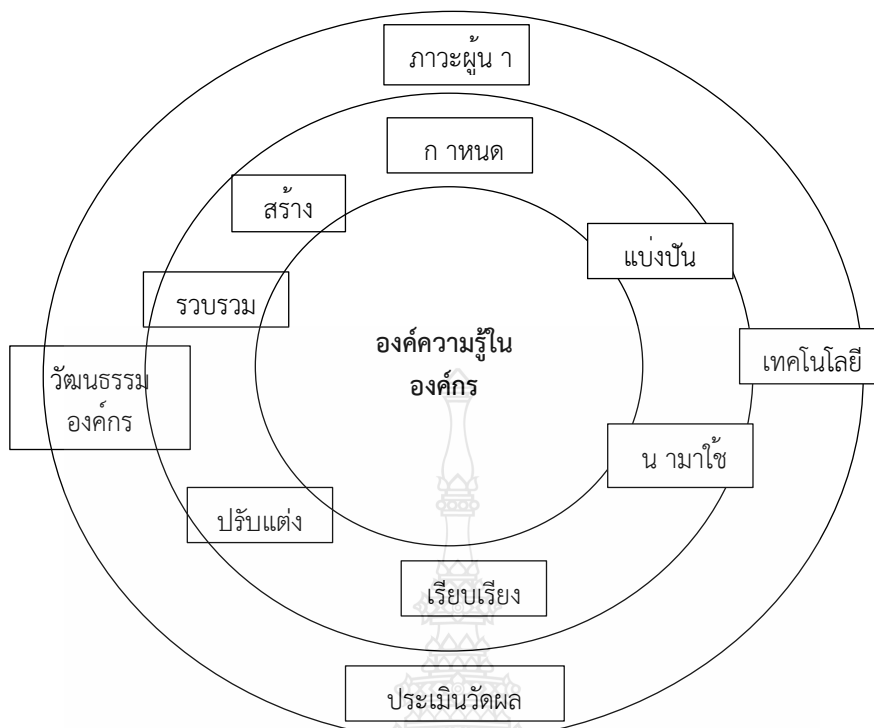 ภาวะผู้น า
ก าหนด
สร้าง
แบ่งปัน
รวบรวม
องค์ความรู้ใน
องค์กร
เทคโนโลยี
วัฒนธรรม
องค์กร
น ามาใช้
ปรับแต่ง
เรียบเรียง
ประเมินวัดผล